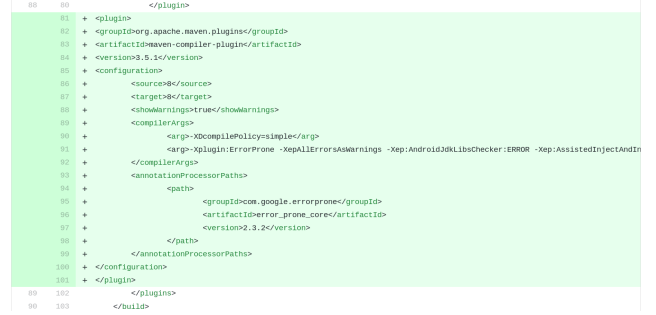 88 80 </plugin>
81 + <plugin>
82 + <groupId>org.apache.maven.plugins</groupId>
83 + <artifactId>maven-compiler-plugin</artifactId>
84 + <version>3.5.1</version>
85 + <configuration>
86 + <source>8</source>
87 + <target>8</target>
88 + <showWarnings>true</showWarnings>
89 + <compilerArgs>
90 + <arg>-XDcompilePolicy=simple</arg>
91 + <arg>-Xplugin:ErrorProne -XepAllErrorsAsWarnings -Xep:AndroidJdkLibsChecker:ERROR -Xep:AssistedInjectAndIn
92 + </compilerArgs>
93 + <annotationProcessorPaths>
94 + <path>
95 + <groupId>com.google.errorprone</groupId>
96 + <artifactId>error_prone_core</artifactId>
97 + <version>2.3.2</version>
98 + </path>
99 + </annotationProcessorPaths>
100 + </configuration>
101 + </plugin>
89 102 </plugins>
90 103 </build>